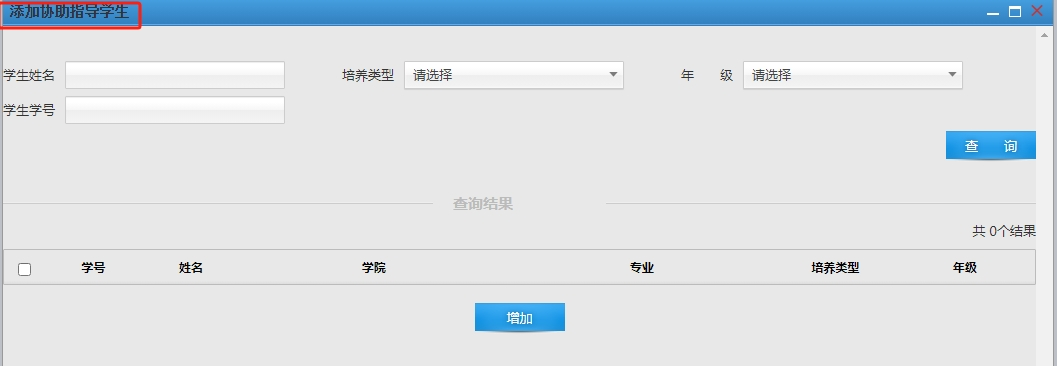 添加协助指导学生
学生姓名 培养类型 请选择 年 级 请选择
学生学号
查 询
查询结果
共 0个结果
学号 姓名 学院 专业 培养类型 年级
增加